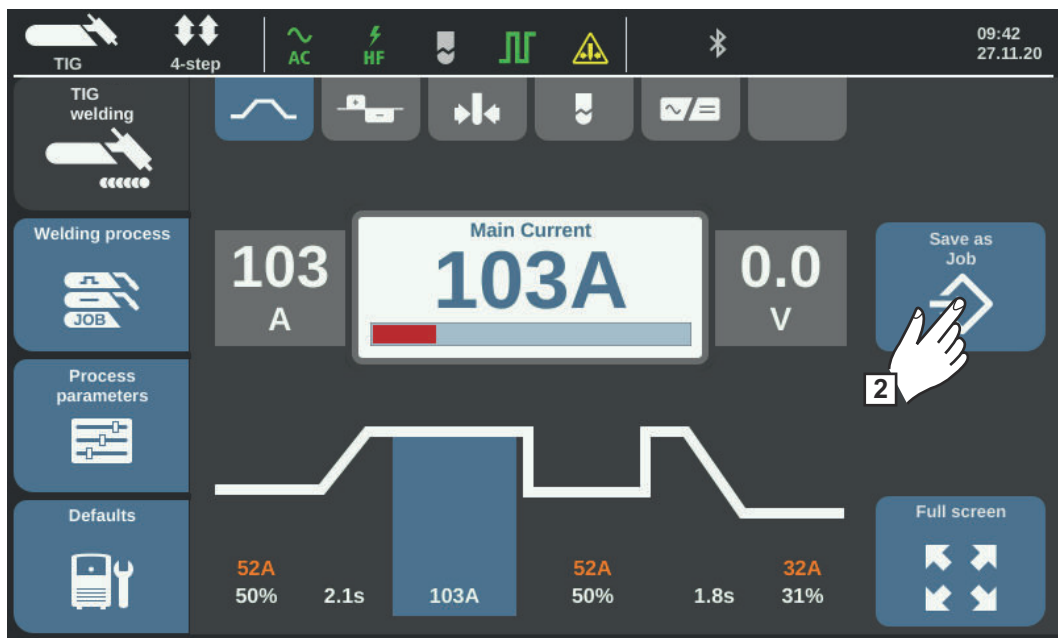 TIG
4-step
AC
HF
09:42
27.11.20
TIG
welding
Welding process
JOB
Process
parameters
Defaults
103
A
Main Current
103A
0.0
V
Save as
Job
2
52A
50%
2.1s
103A
52A
50%
1.8s
32A
31%
Full screen